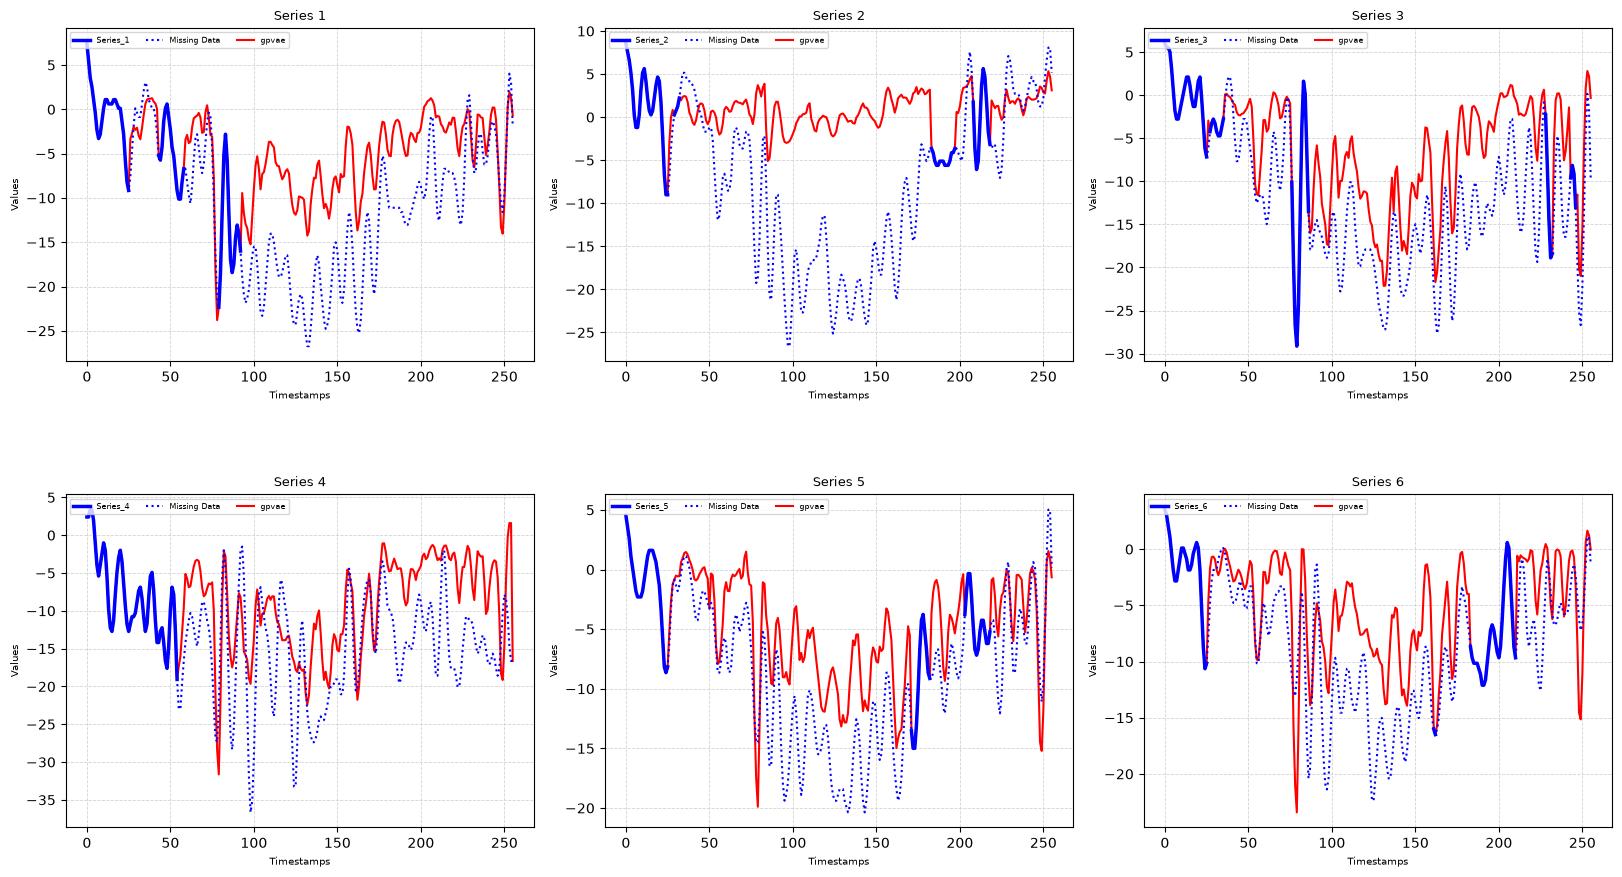 Series 1
Series_1 Missing Data gpvae
5
0
−5
−10
−15
−20
−25
Values
0 50 100 150 200 250
Timestamps
Series 2
Series_2 Missing Data gpvae
10
5
0
−5
−10
−15
−20
−25
Values
0 50 100 150 200 250
Timestamps
Series 3
Series_3 Missing Data gpvae
5
0
−5
−10
−15
−20
−25
−30
Values
0 50 100 150 200 250
Timestamps
Series 4
Series_4 Missing Data gpvae
5
0
−5
−10
−15
−20
−25
−30
−35
Values
0 50 100 150 200 250
Timestamps
Series 5
Series_5 Missing Data gpvae
5
0
−5
−10
−15
−20
Values
0 50 100 150 200 250
Timestamps
Series 6
Series_6 Missing Data gpvae
0
−5
−10
−15
−20
Values
0 50 100 150 200 250
Timestamps